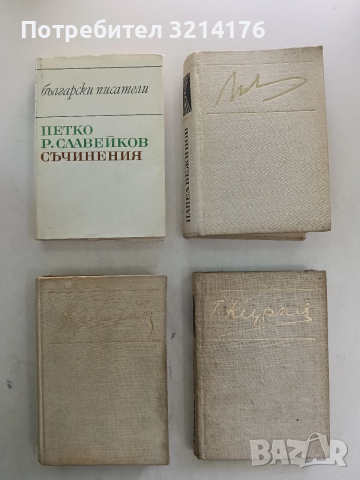 Потребител 3214176
български писатели
ПЕТКО
Р. СЛАВЕЙКОВ
СЪЧИНЕНИЯ
ПАВЕЛ ВЕЖИНОВ
bazar